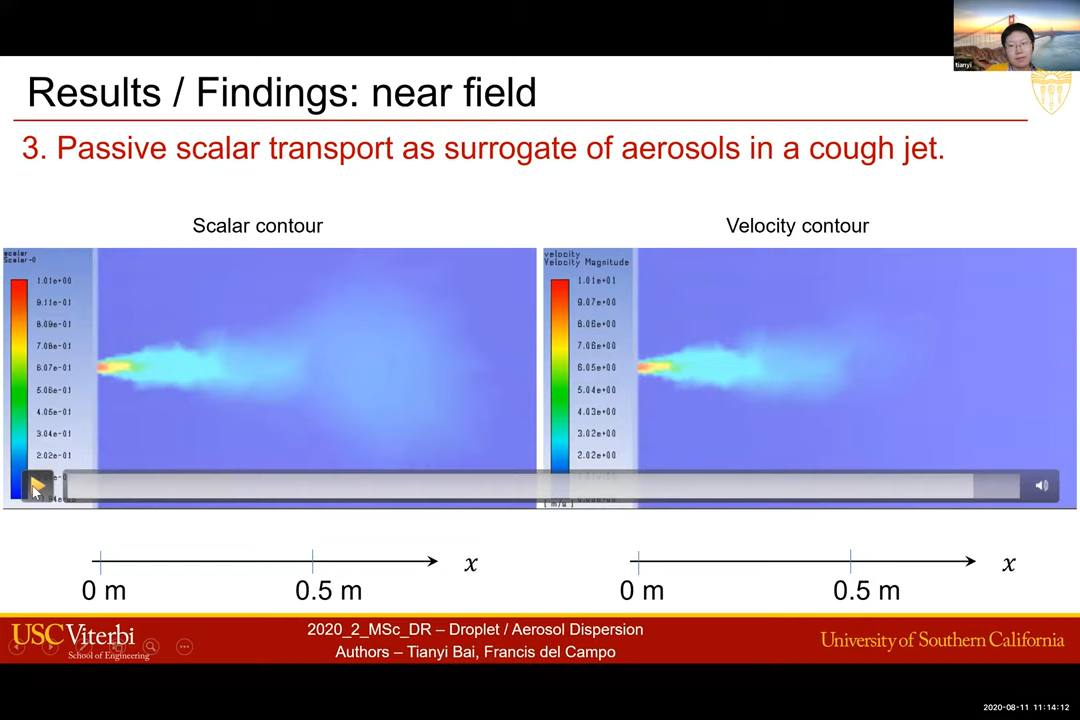 tianyi
Results / Findings: near field
3. Passive scalar transport as surrogate of aerosols in a cough jet.
Scalar contour
Velocity contour
scalar
Scalar-0
1.01e+00
9.11e-01
8.09e-01
7.08e-01
6.07e-01
5.06e-01
4.05e-01
3.04e-01
2.02e-01
velocity
Velocity Magnitude
1.01e+01
9.07e+00
8.06e+00
7.06e+00
6.05e+00
5.04e+00
4.03e+00
3.02e+00
2.02e+00
[ m/s ]
x
0 m
0.5 m
x
0 m
0.5 m
USC Viterbi
School of Engineering
2020_2_MSc_DR – Droplet / Aerosol Dispersion
Authors – Tianyi Bai, Francis del Campo
University of Southern California
2020-08-11 11:14:12